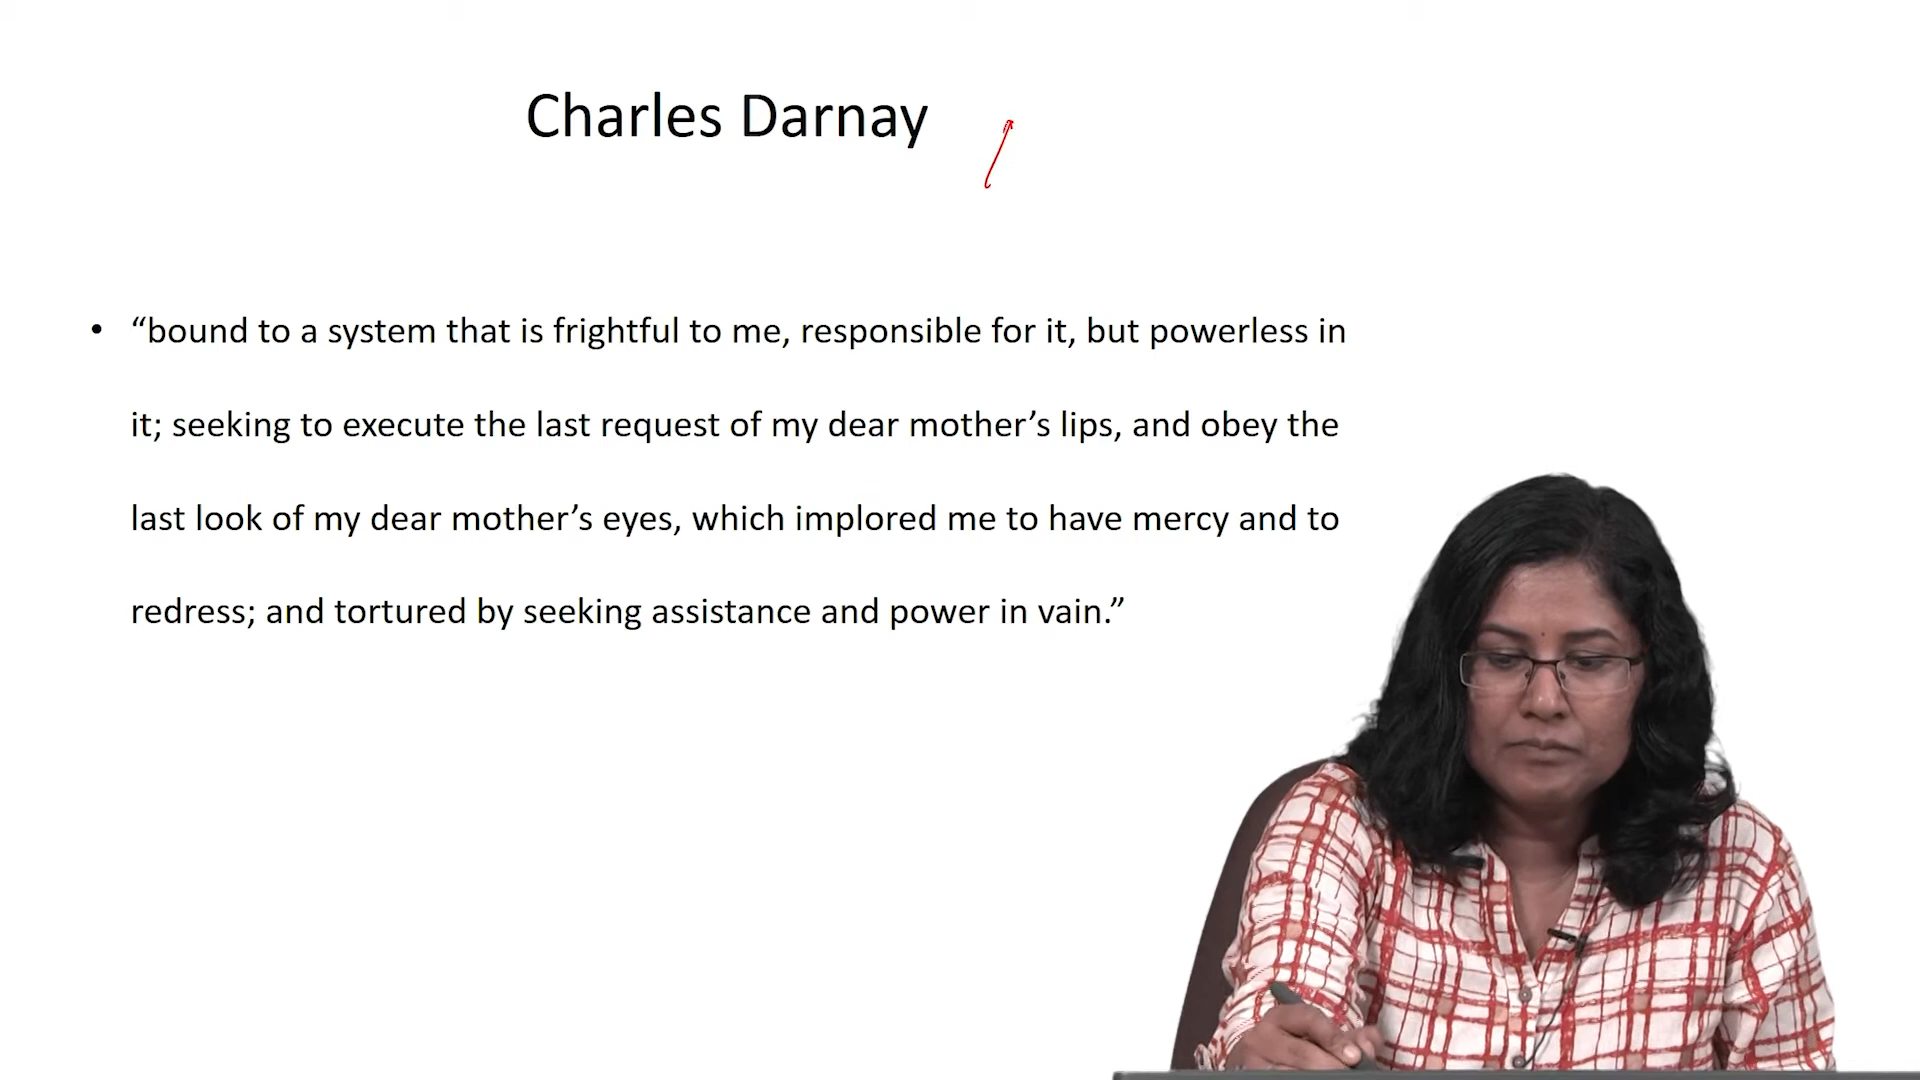 Charles Darnay
• “bound to a system that is frightful to me, responsible for it, but powerless in
it; seeking to execute the last request of my dear mother’s lips, and obey the
last look of my dear mother’s eyes, which implored me to have mercy and to
redress; and tortured by seeking assistance and power in vain.”